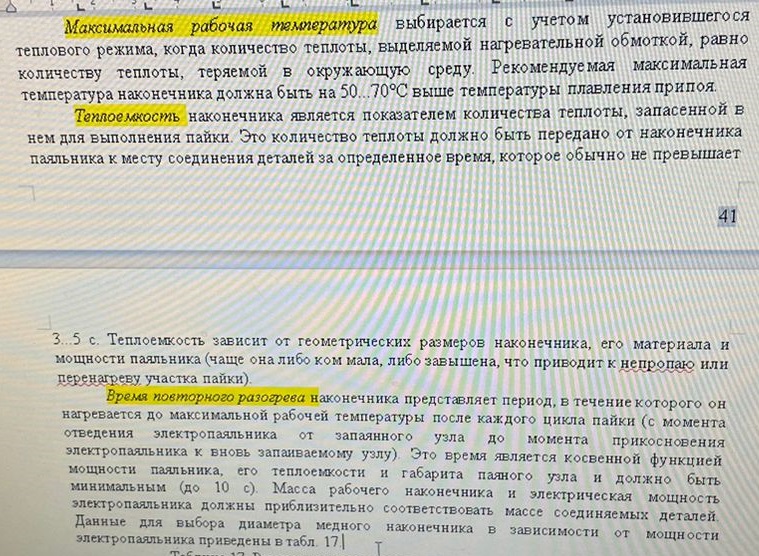 Максимальная рабочая температура выбирается с учетом установившегося
теплового режима, когда количество теплоты, выделяемой нагревательной обмоткой, равно
количеству теплоты, теряемой в окружающую среду. Рекомендуемая максимальная
температура наконечника должна быть на 50...70°С выше температуры плавления припоя.
Теплоемкость наконечника является показателем количества теплоты, запасенной в
нем для выполнения пайки. Это количество теплоты должно быть передано от наконечника
паяльника к месту соединения деталей за определенное время, которое обычно не превышает
41
3...5 с. Теплоемкость зависит от геометрических размеров наконечника, его материала и
мощности паяльника (чаще она либо ком мала, либо завышена, что приводит к непропаю или
перенагреву участка пайки).
Время повторного разогрева наконечника представляет период, в течение которого он
нагревается до максимальной рабочей температуры после каждого цикла пайки (с момента
отведения электропаяльника от запаянного узла до момента прикосновения
электропаяльника к вновь запаиваемому узлу). Это время является косвенной функцией
мощности паяльника, его теплоемкости и габарита паяного узла и должно быть
минимальным (до 10 с). Масса рабочего наконечника и электрическая мощность
электропаяльника должны приблизительно соответствовать массе соединяемых деталей.
Данные для выбора диаметра медного наконечника в зависимости от мощности
электропаяльника приведены в табл. 17.